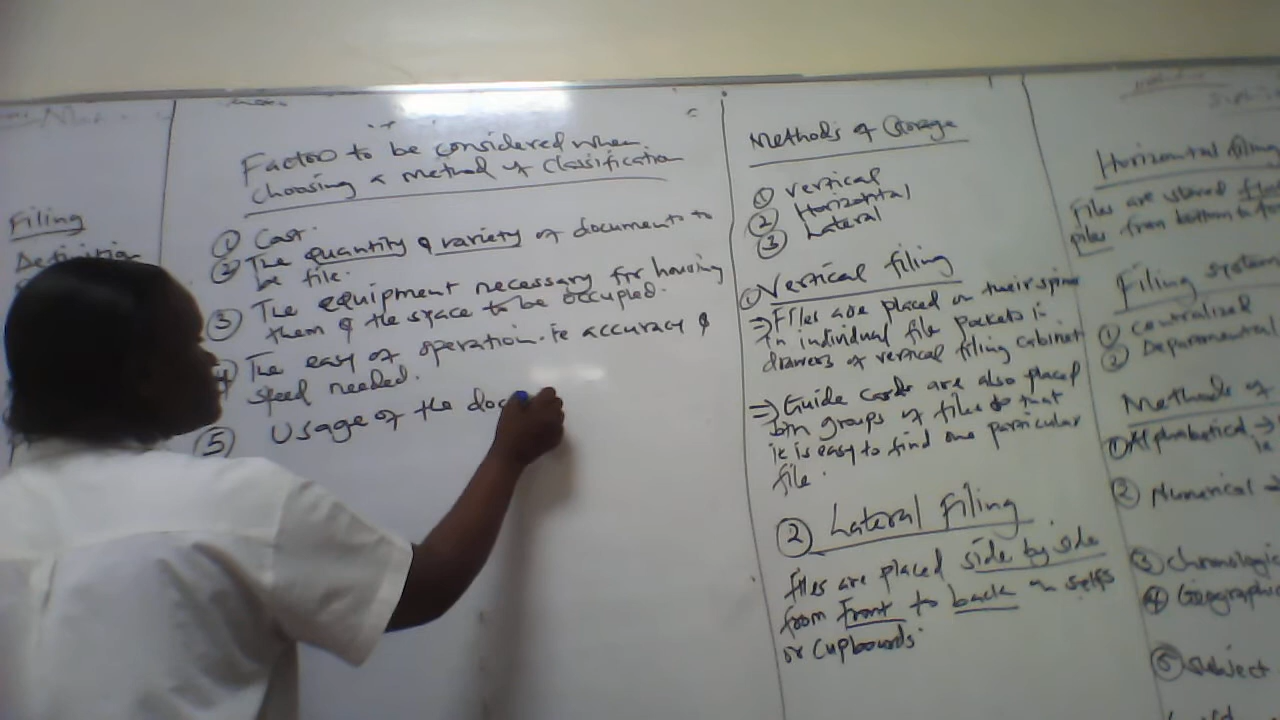 Filing
Definition
Factors to be considered when
choosing a method of classification
① Cost.
② The quantity & variety of documents to
be file.
③ The equipment necessary for housing
them & the space to be occupied.
4 The easy of operation. ie accuracy &
speed needed.
⑤ Usage of the doc
Methods of Storage
① vertical
② Horizontal
③ Lateral
① Vertical filing
⇒ Files are placed on their spine
in individual file pockets in
drawers of vertical filing cabinet
⇒ Guide cards are also placed
btn groups of files so that
it is easy to find one particular
file.
② Lateral Filing
files are placed side by side
from front to back in selfs
or cupboards.
Horizontal filing
Files are stored
piles from bottom to
Filing system
① centralized
② Departmental
Methods of
① Alphabetical →
ie
② Numerical →
③ chronologic
④ Geographic
⑤ subject